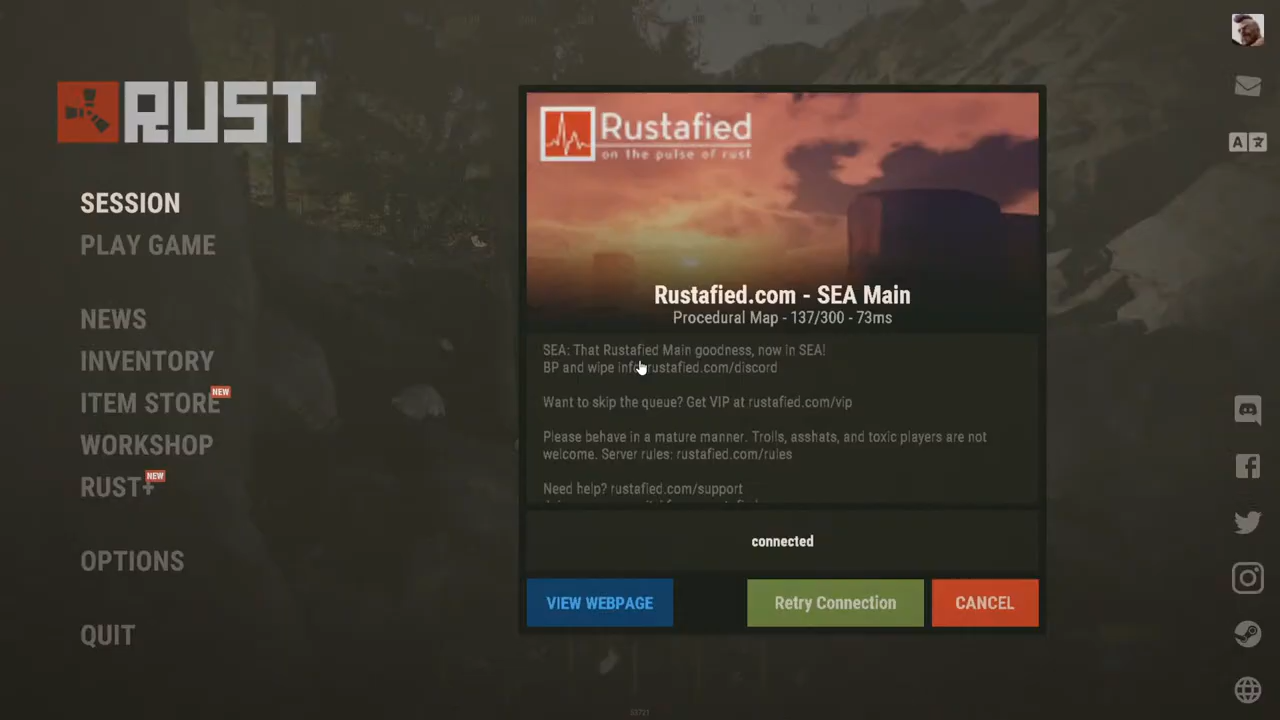 RUST
SESSION
PLAY GAME
NEWS
INVENTORY
ITEM STORE NEW
WORKSHOP
RUST+ NEW
OPTIONS
QUIT
Rustafied
on the pulse of rust
Rustafied.com - SEA Main
Procedural Map - 137/300 - 73ms
SEA: That Rustafied Main goodness, now in SEA!
BP and wipe info rustafied.com/discord
Want to skip the queue? Get VIP at rustafied.com/vip
Please behave in a mature manner. Trolls, asshats, and toxic players are not
welcome. Server rules: rustafied.com/rules
Need help? rustafied.com/support
connected
VIEW WEBPAGE
Retry Connection
CANCEL
A